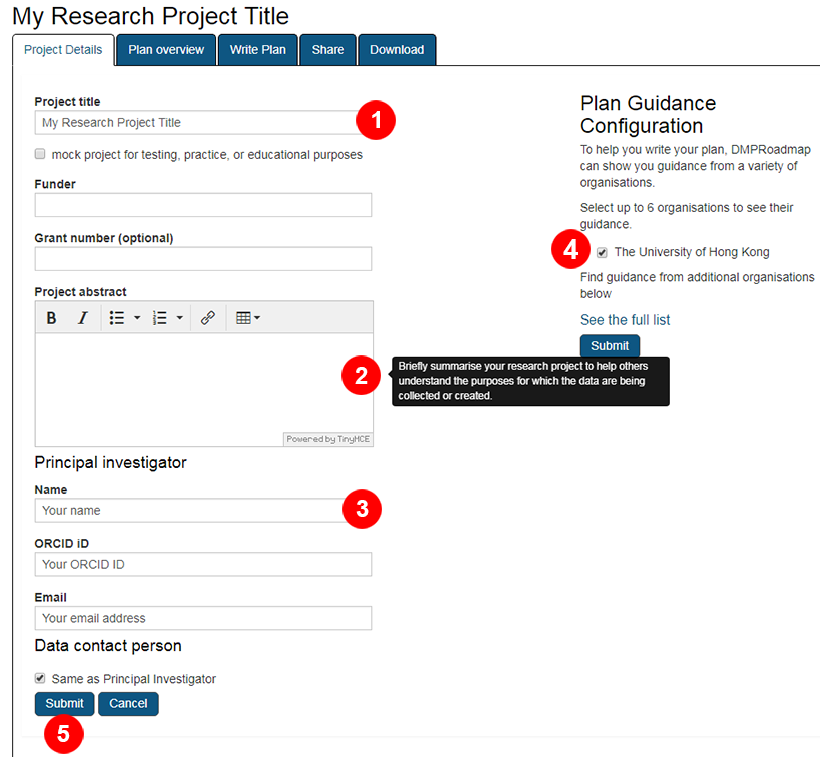 My Research Project Title
Project Details
Plan overview
Write Plan
Share
Download
Project title
My Research Project Title
1
mock project for testing, practice, or educational purposes
Funder
Grant number (optional)
Project abstract
B I
2
Briefly summarise your research project to help others
understand the purposes for which the data are being
collected or created.
Powered by TinyMCE
Principal investigator
Name
Your name
3
ORCID iD
Your ORCID ID
Email
Your email address
Data contact person
Same as Principal Investigator
Submit
Cancel
5
Plan Guidance
Configuration
To help you write your plan, DMPRoadmap
can show you guidance from a variety of
organisations.
Select up to 6 organisations to see their
guidance.
4
The University of Hong Kong
Find guidance from additional organisations
below
See the full list
Submit